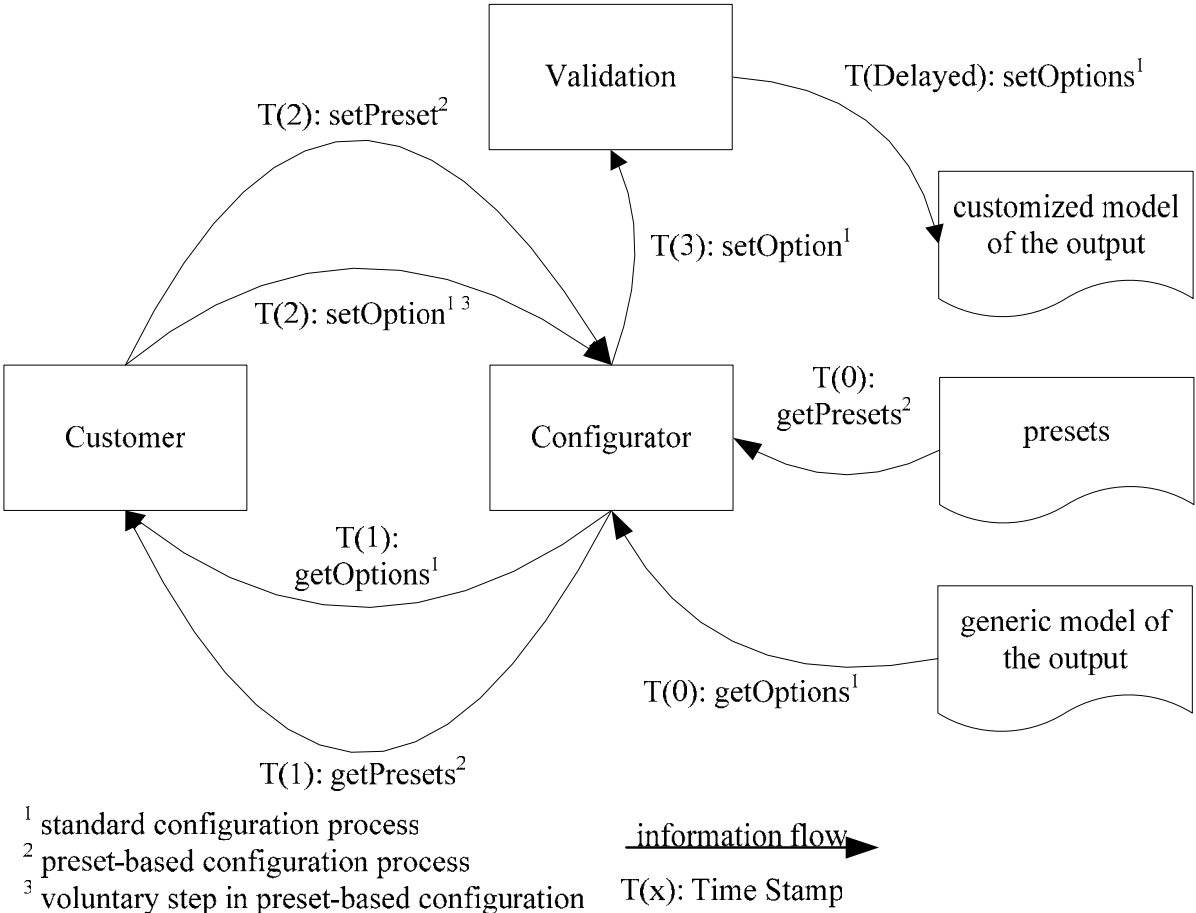 Validation
T(Delayed): setOptions¹
T(2): setPreset²
customized model
of the output
T(3): setOption¹
T(2): setOption¹ ³
T(0):
getPresets²
Customer
Configurator
presets
T(1):
getOptions¹
generic model of
the output
T(0): getOptions¹
T(1): getPresets²
¹ standard configuration process
² preset-based configuration process
³ voluntary step in preset-based configuration
information flow
T(x): Time Stamp